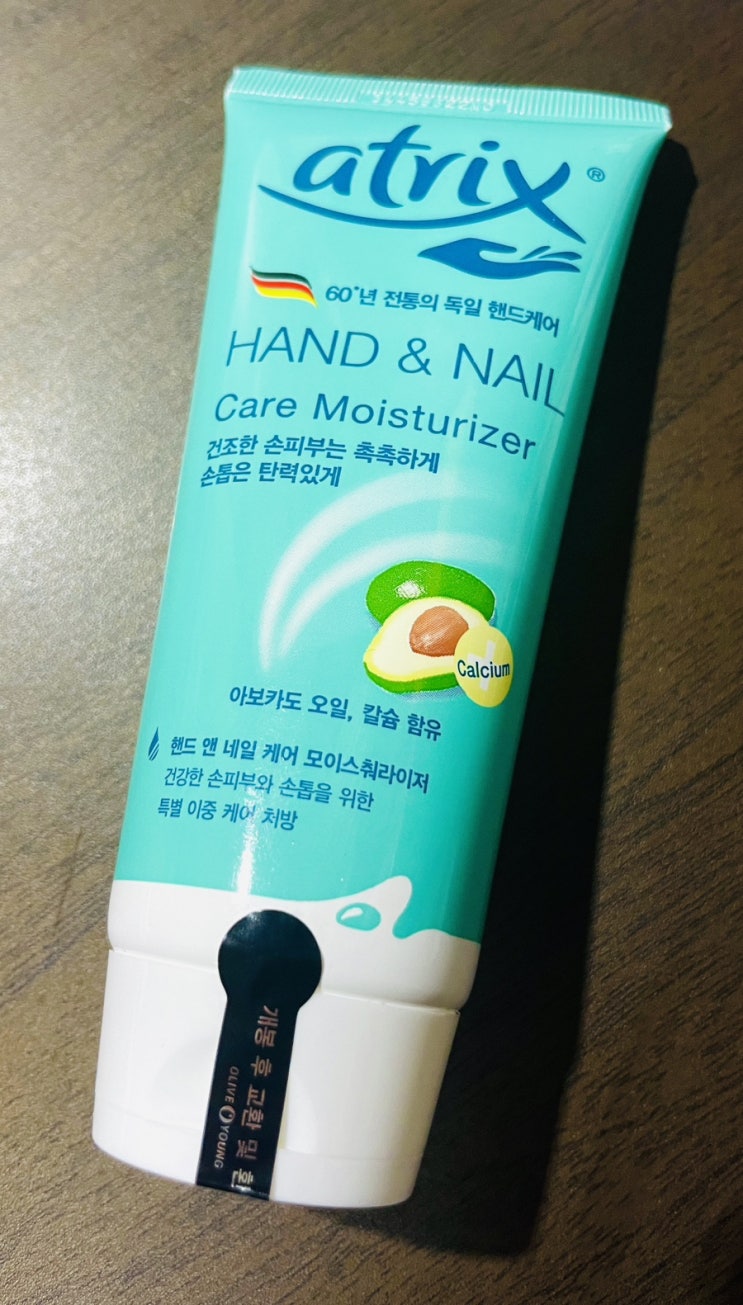 atrix®
60*년 전통의 독일 핸드케어
HAND & NAIL
Care Moisturizer
건조한 손피부는 촉촉하게
손톱은 탄력있게
Calcium
아보카도 오일, 칼슘 함유
핸드 앤 네일 케어 모이스춰라이저
건강한 손피부와 손톱을 위한
특별 이중 케어 처방
개봉 후 교환 및
OLIVE YOUNG